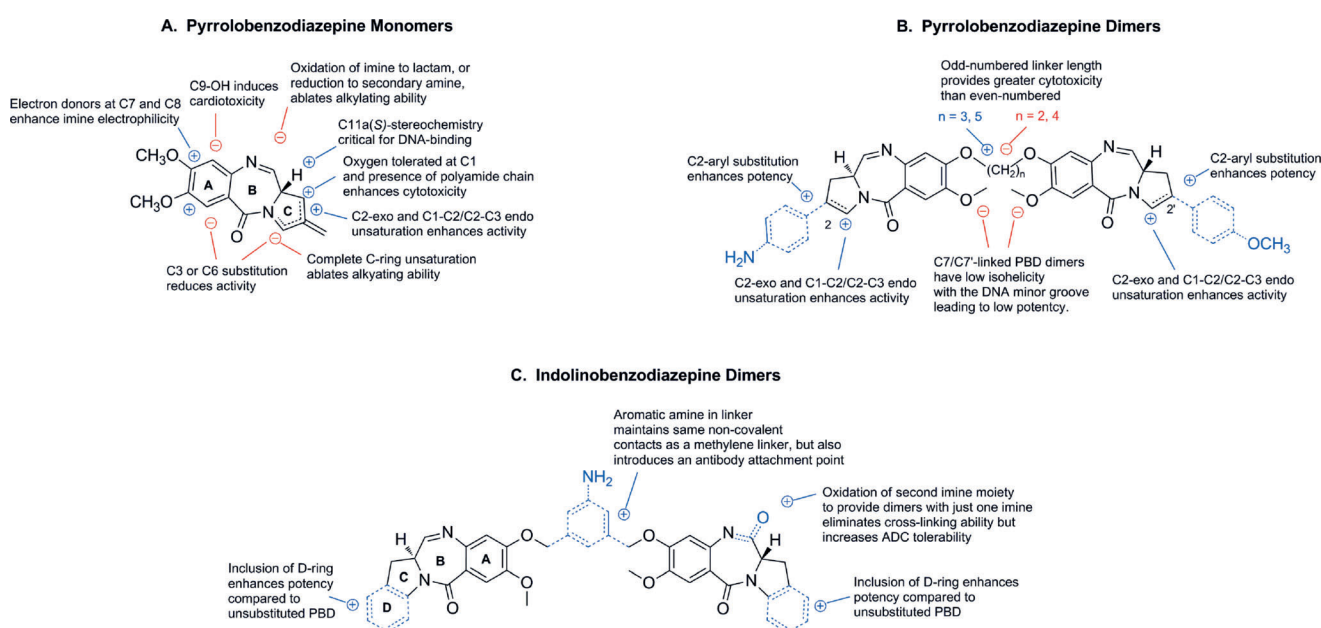 A. Pyrrolobenzodiazepine Monomers
Oxidation of imine to lactam, or
reduction to secondary amine,
ablates alkylating ability
C9-OH induces
cardiotoxicity
Electron donors at C7 and C8
enhance imine electrophilicity
C11a(S)-stereochemistry
critical for DNA-binding
Oxygen tolerated at C1
and presence of polyamide chain
enhances cytotoxicity
C2-exo and C1-C2/C2-C3 endo
unsaturation enhances activity
Complete C-ring unsaturation
ablates alkyating ability
C3 or C6 substitution
reduces activity
CH₃O
CH₃O
A
B
C
N
H
N
O
B. Pyrrolobenzodiazepine Dimers
Odd-numbered linker length
provides greater cytotoxicity
than even-numbered
n = 3, 5 n = 2, 4
C2-aryl substitution
enhances potency
C2-aryl substitution
enhances potency
H
N
O
(CH₂)n
O
N
H
N
O
O
O
N
O
2
2'
H₂N
OCH₃
C2-exo and C1-C2/C2-C3 endo
unsaturation enhances activity
C7/C7'-linked PBD dimers
have low isohelicity
with the DNA minor groove
leading to low potentcy.
C2-exo and C1-C2/C2-C3 endo
unsaturation enhances activity
C. Indolinobenzodiazepine Dimers
Aromatic amine in linker
maintains same non-covalent
contacts as a methylene linker, but also
introduces an antibody attachment point
NH₂
Oxidation of second imine moiety
to provide dimers with just one imine
eliminates cross-linking ability but
increases ADC tolerability
H
N
O
O
N
O
H
B
A
C
N
O
O
O
N
D
O
Inclusion of D-ring
enhances potency
compared to
unsubstituted PBD
Inclusion of D-ring enhances
potency compared to
unsubstituted PBD